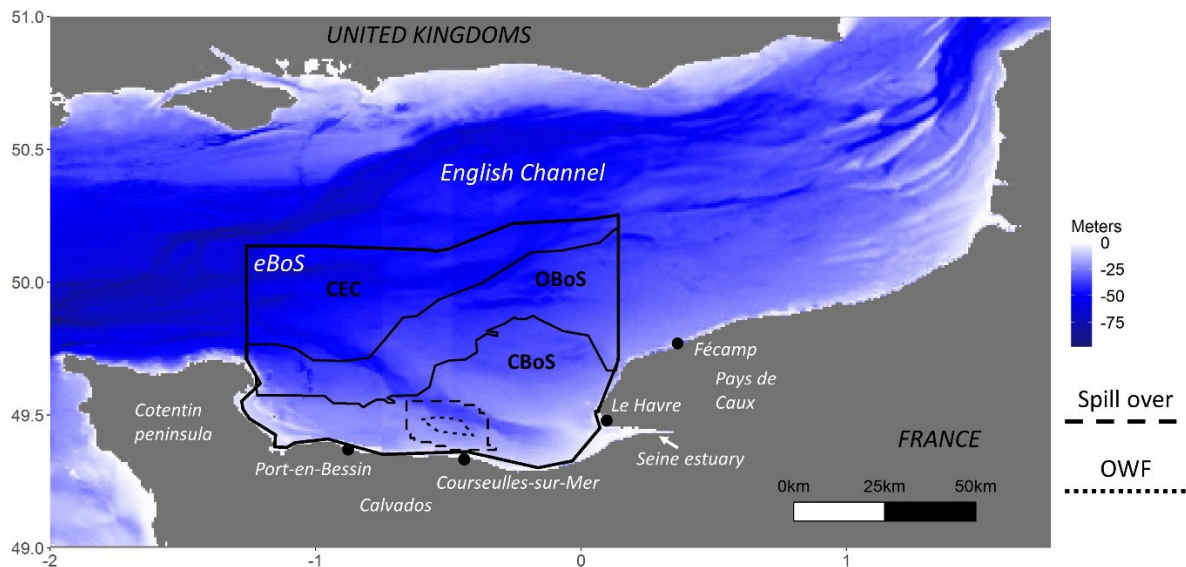 51.0
50.5
50.0
49.5
49.0
-2
-1
0
1
UNITED KINGDOMS
English Channel
eBoS
CEC
OBoS
CBoS
Fécamp
Pays de
Caux
Le Havre
Cotentin
peninsula
FRANCE
Seine estuary
Port-en-Bessin
Courseulles-sur-Mer
Calvados
0km
25km
50km
Meters
0
-25
-50
-75
Spill over
OWF